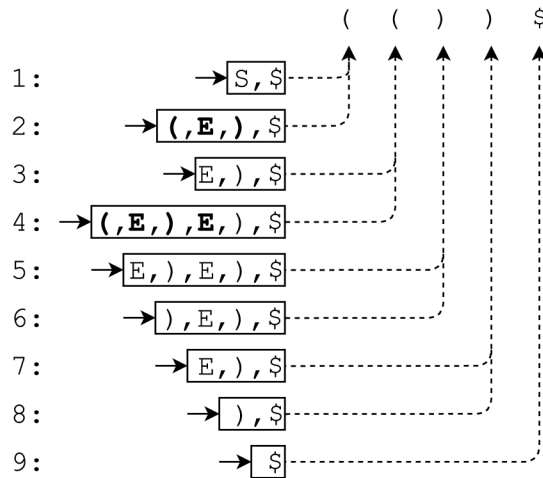 ( ( ) ) $
1: S,$
2: (,E,),$
3: E,),$
4: (,E,),E,),$
5: E,),E,),$
6: ),E,),$
7: E,),$
8: ),$
9: $